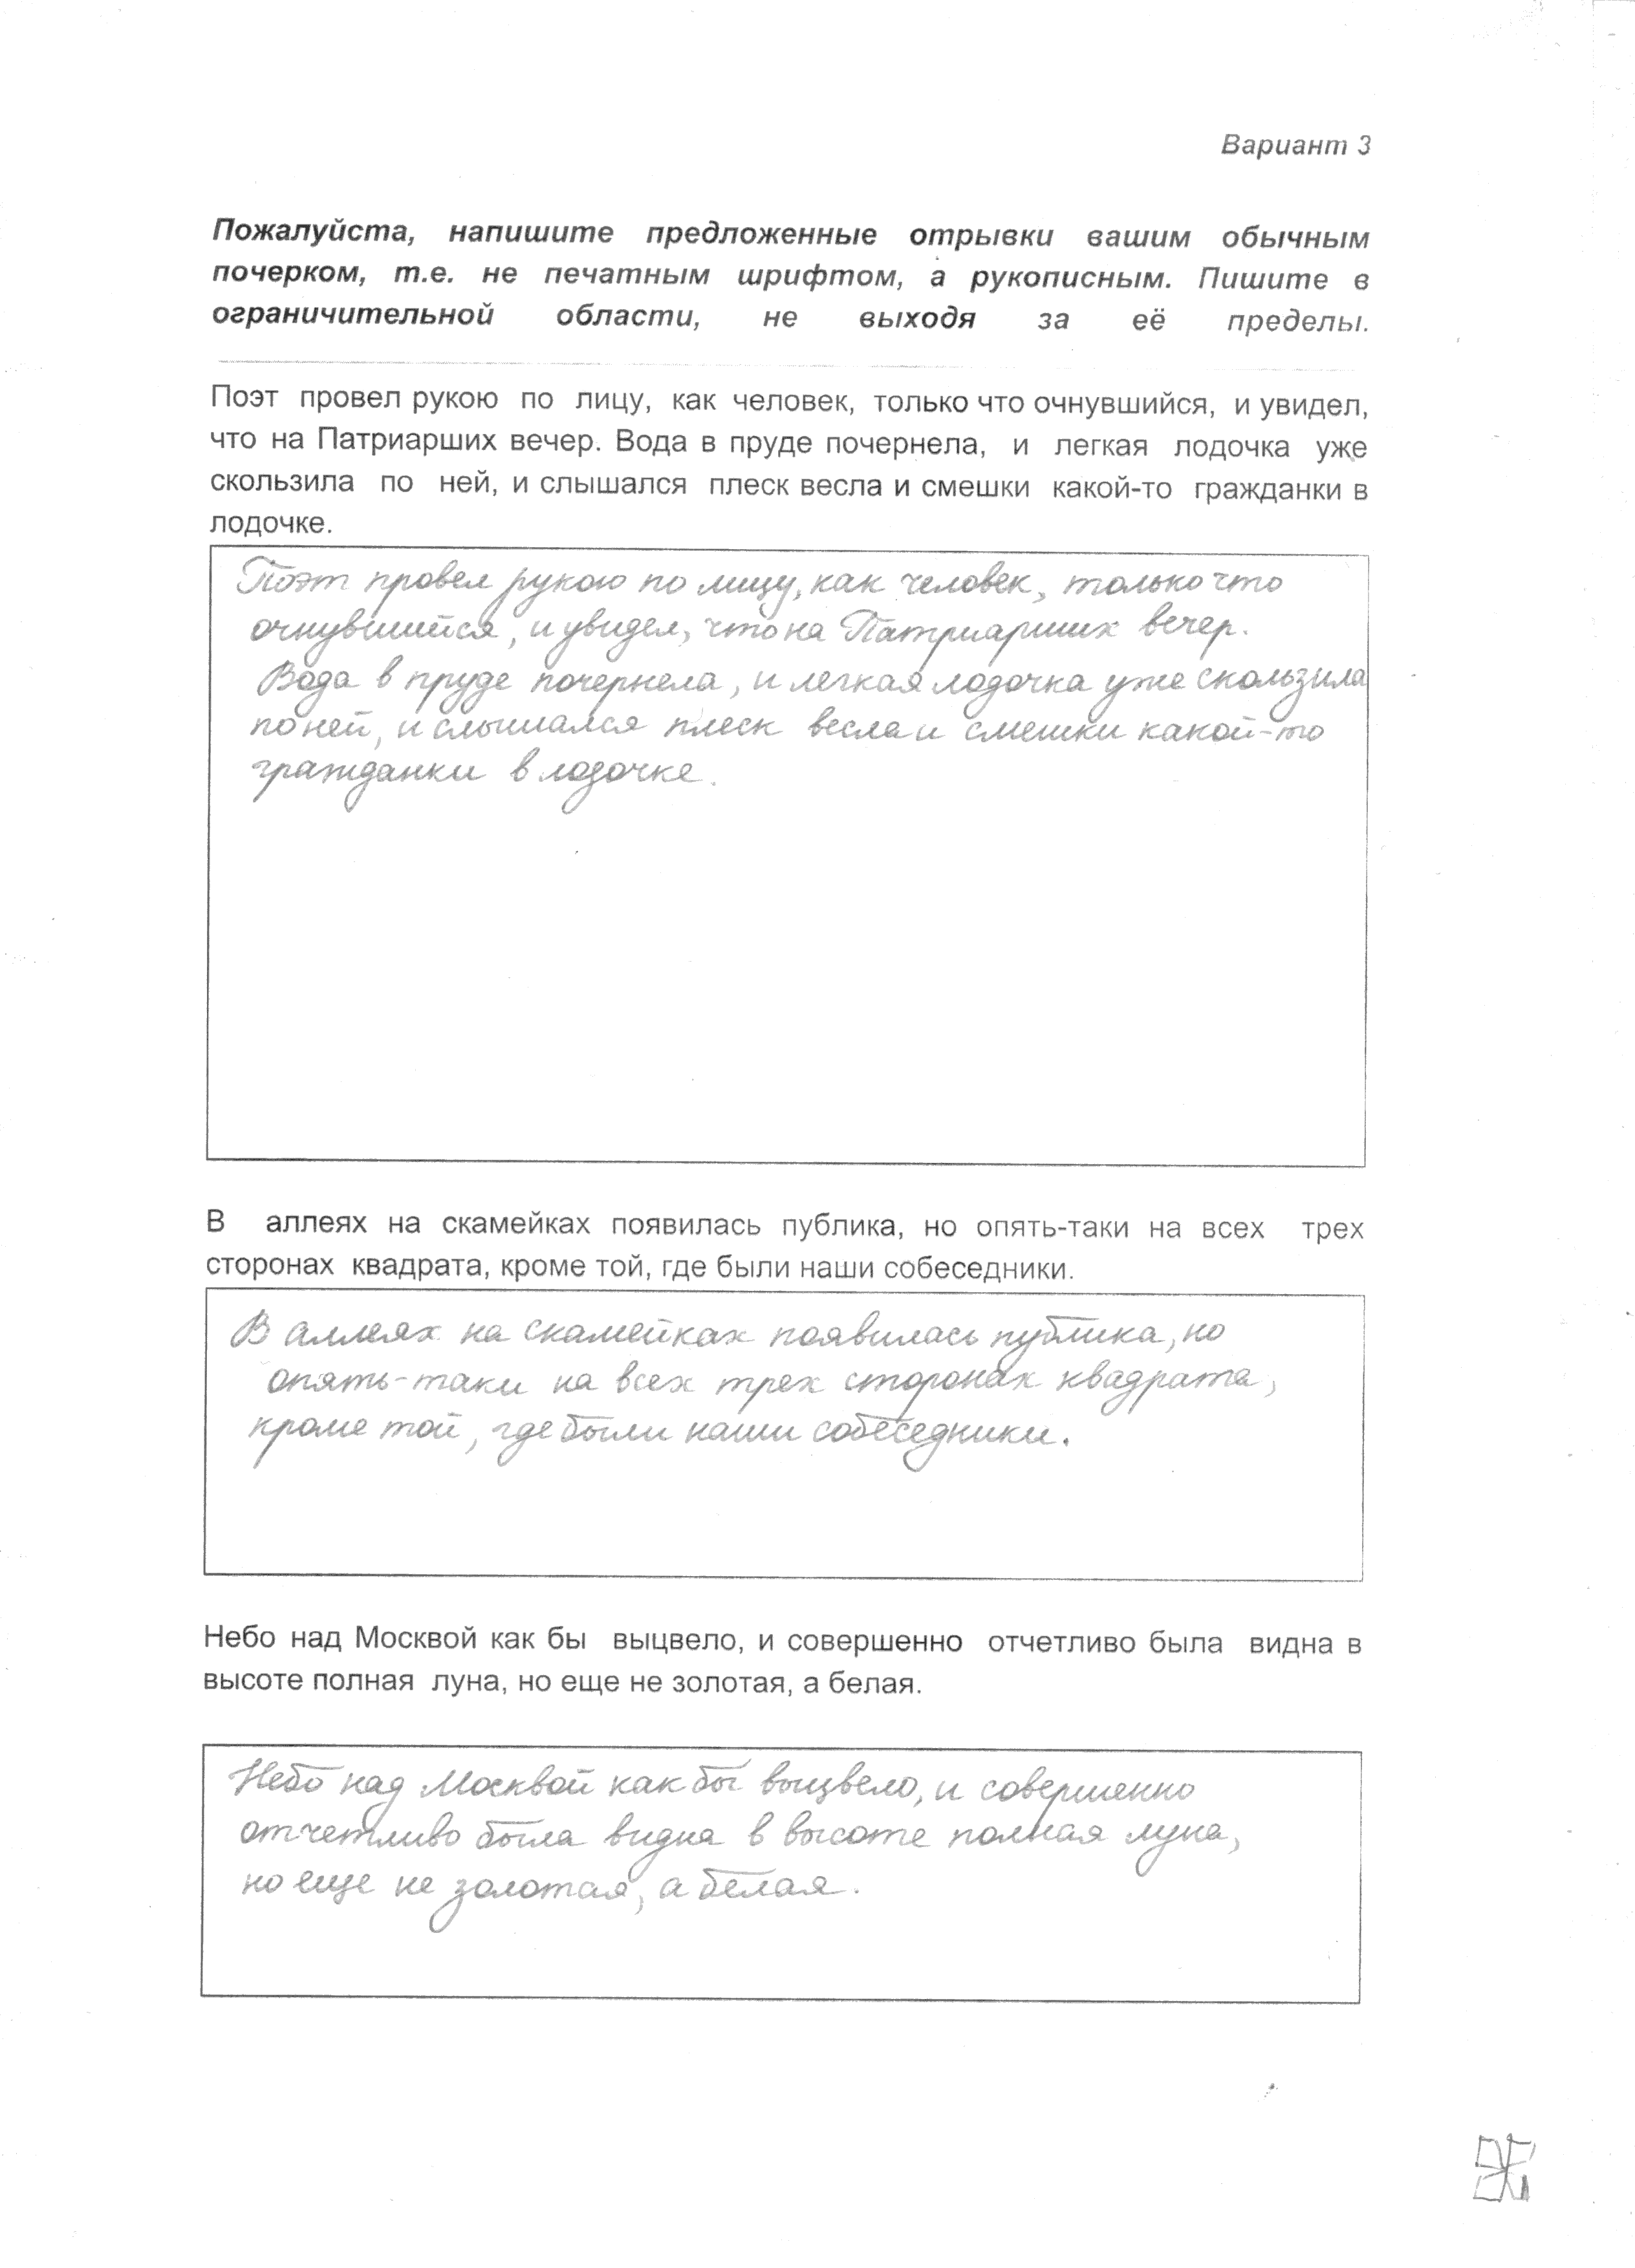 Вариант 3
Пожалуйста, напишите предложенные отрывки вашим обычным
почерком, т.е. не печатным шрифтом, а рукописным. Пишите в
ограничительной области, не выходя за её пределы.
Поэт провел рукою по лицу, как человек, только что очнувшийся, и увидел,
что на Патриарших вечер. Вода в пруде почернела, и легкая лодочка уже
скользила по ней, и слышался плеск весла и смешки какой-то гражданки в
лодочке.
Поэт провел рукою по лицу, как человек, только что
очнувшийся, и увидел, что на Патриарших вечер.
Вода в пруде почернела, и легкая лодочка уже скользила
по ней, и слышался плеск весла и смешки какой-то
гражданки в лодочке.
В аллеях на скамейках появилась публика, но опять-таки на всех трех
сторонах квадрата, кроме той, где были наши собеседники.
В аллеях на скамейках появилась публика, но
опять-таки на всех трех сторонах квадрата,
кроме той, где были наши собеседники.
Небо над Москвой как бы выцвело, и совершенно отчетливо была видна в
высоте полная луна, но еще не золотая, а белая.
Небо над Москвой как бы выцвело, и совершенно
отчетливо была видна в высоте полная луна,
но еще не золотая, а белая.